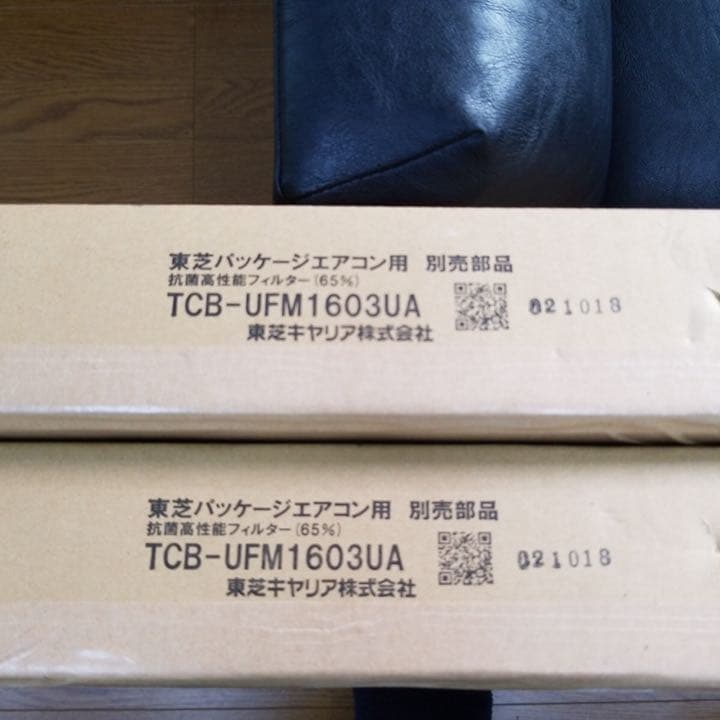 東芝パッケージエアコン用 別売部品
抗菌高性能フィルター(65%)
TCB-UFM1603UA
021018
東芝キヤリア株式会社
東芝パッケージエアコン用 別売部品
抗菌高性能フィルター(65%)
TCB-UFM1603UA
021018
東芝キヤリア株式会社